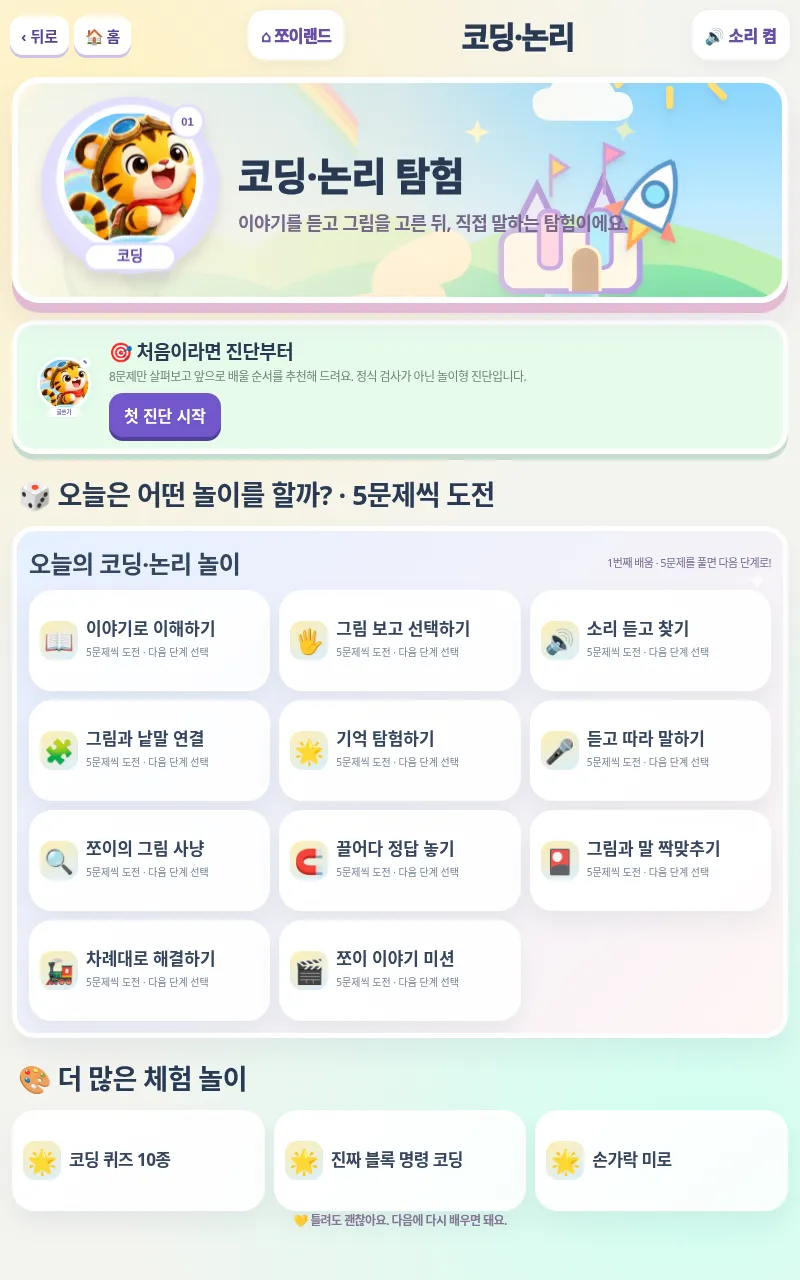 ‹ 뒤로
🏠 홈
⌂ 쪼이랜드
코딩·논리
🔊 소리 켬
01
코딩
코딩·논리 탐험
이야기를 듣고 그림을 고른 뒤, 직접 말하는 탐험이에요.
글쓰기
🎯 처음이라면 진단부터
8문제만 살펴보고 앞으로 배울 순서를 추천해 드려요. 정식 검사가 아닌 놀이형 진단입니다.
첫 진단 시작
🎲 오늘은 어떤 놀이를 할까? · 5문제씩 도전
오늘의 코딩·논리 놀이
1번째 배움 · 5문제를 풀면 다음 단계로!
이야기로 이해하기
5문제씩 도전 · 다음 단계 선택
그림 보고 선택하기
5문제씩 도전 · 다음 단계 선택
소리 듣고 찾기
5문제씩 도전 · 다음 단계 선택
그림과 낱말 연결
5문제씩 도전 · 다음 단계 선택
기억 탐험하기
5문제씩 도전 · 다음 단계 선택
듣고 따라 말하기
5문제씩 도전 · 다음 단계 선택
쪼이의 그림 사냥
5문제씩 도전 · 다음 단계 선택
끌어다 정답 놓기
5문제씩 도전 · 다음 단계 선택
그림과 말 짝맞추기
5문제씩 도전 · 다음 단계 선택
차례대로 해결하기
5문제씩 도전 · 다음 단계 선택
쪼이 이야기 미션
5문제씩 도전 · 다음 단계 선택
🎨 더 많은 체험 놀이
코딩 퀴즈 10종
진짜 블록 명령 코딩
손가락 미로
💛 틀려도 괜찮아요. 다음에 다시 배우면 돼요.